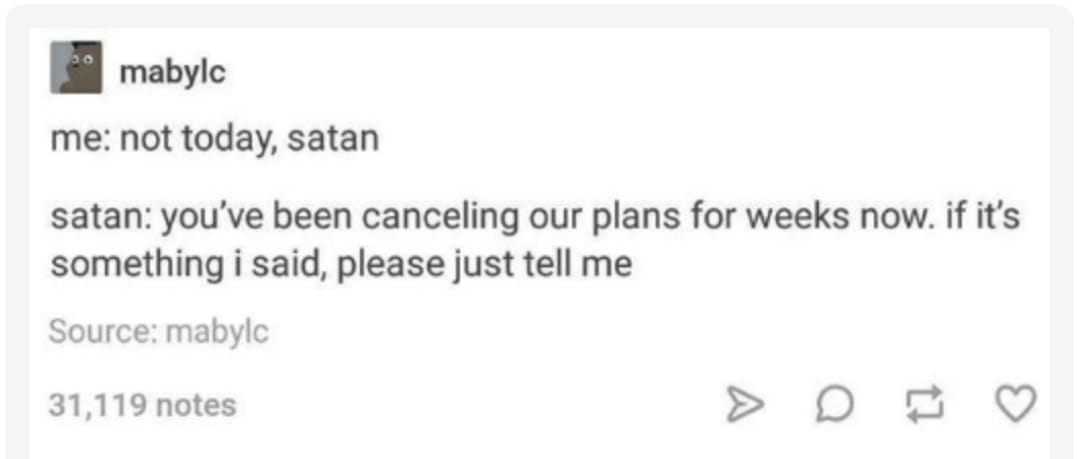 mabylc
me: not today, satan
satan: you've been canceling our plans for weeks now. if it's
something i said, please just tell me
Source: mabylc
31,119 notes